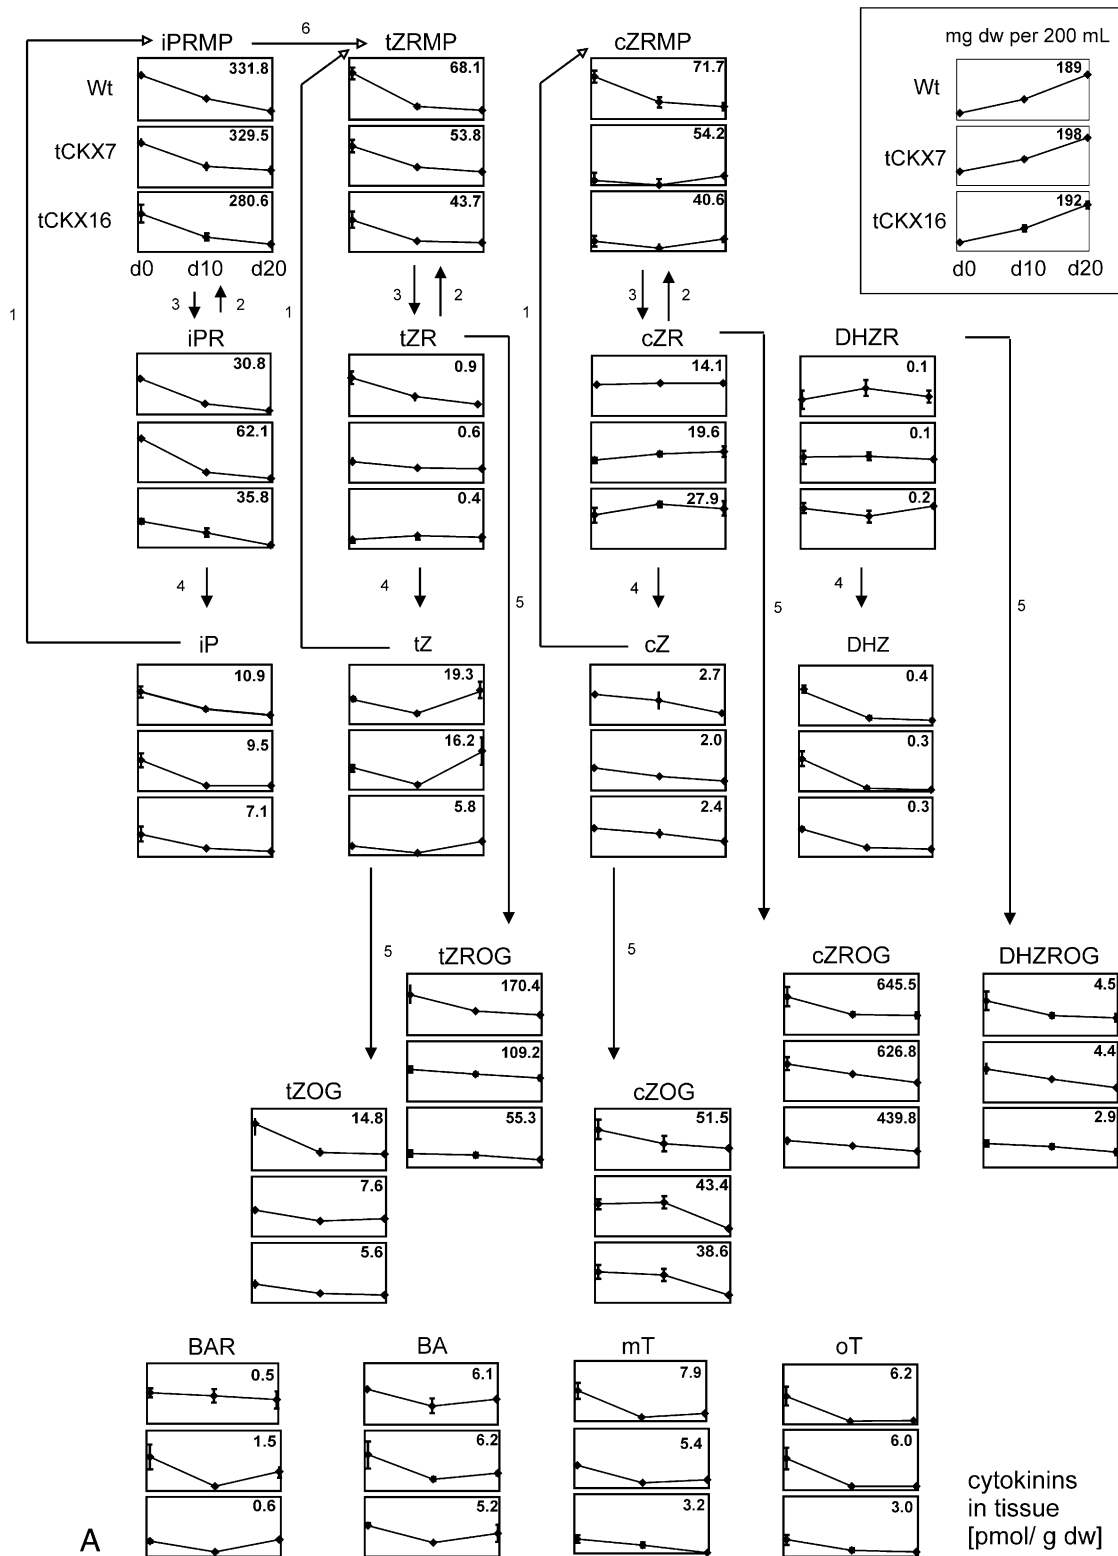 iPRMP
6
tZRMP
cZRMP
mg dw per 200 mL
Wt
331.8
68.1
71.7
Wt
189
tCKX7
329.5
53.8
54.2
tCKX7
198
tCKX16
280.6
43.7
40.6
tCKX16
192
d0 d10 d20
d0 d10 d20
1
3
2
1
3
2
1
3
2
iPR
tZR
cZR
DHZR
30.8
0.9
14.1
0.1
62.1
0.6
19.6
0.1
35.8
0.4
27.9
0.2
4
4
5
4
5
4
5
iP
tZ
cZ
DHZ
10.9
19.3
2.7
0.4
9.5
16.2
2.0
0.3
7.1
5.8
2.4
0.3
5
5
tZROG
cZROG
DHZROG
170.4
645.5
4.5
109.2
626.8
4.4
55.3
439.8
2.9
tZOG
cZOG
14.8
51.5
7.6
43.4
5.6
38.6
BAR
BA
mT
oT
0.5
6.1
7.9
6.2
1.5
6.2
5.4
6.0
0.6
5.2
3.2
3.0
A
cytokinins
in tissue
[pmol/ g dw]